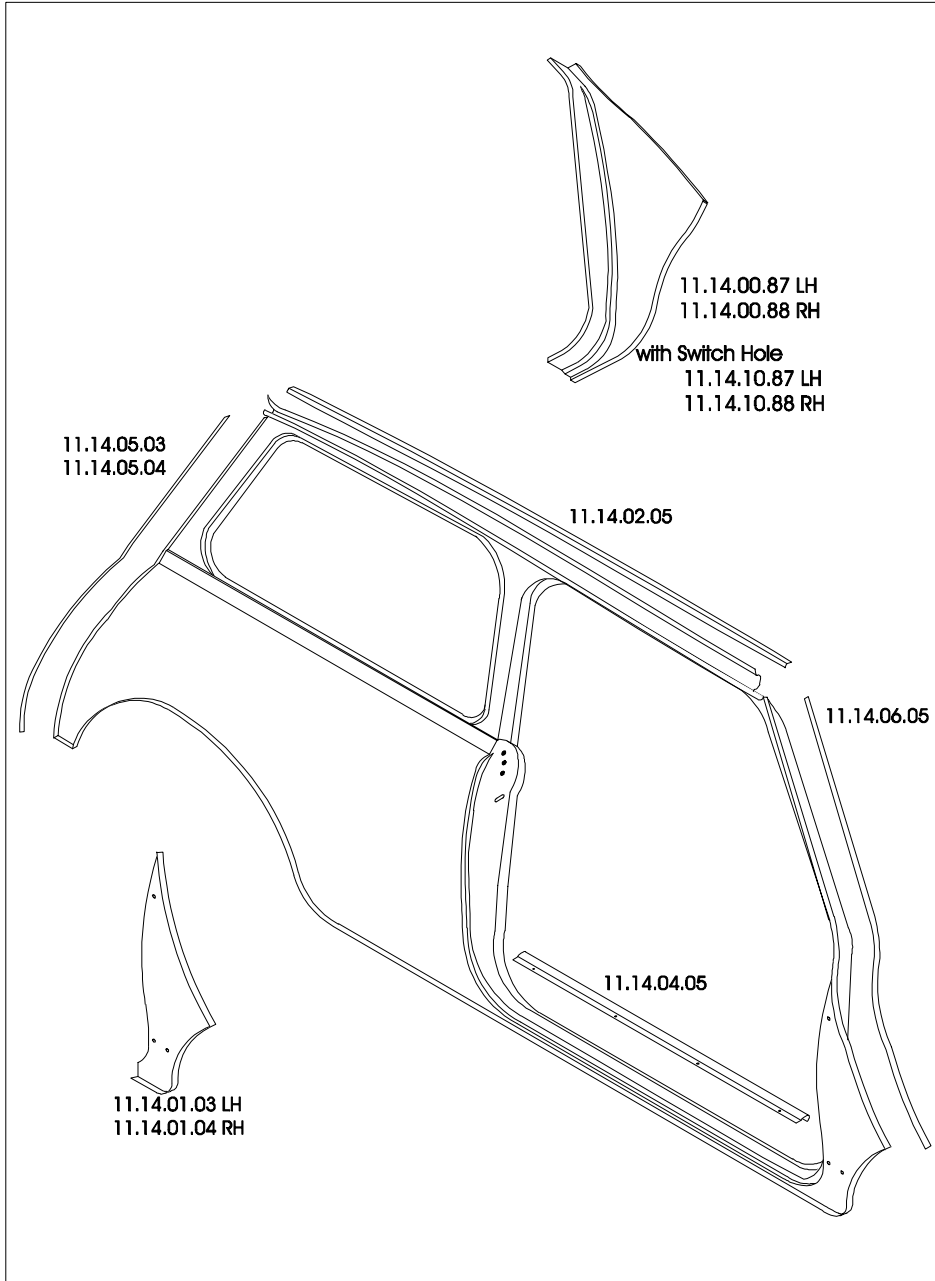 11.14.00.87 LH
11.14.00.88 RH
with Switch Hole
11.14.10.87 LH
11.14.10.88 RH
11.14.05.03
11.14.05.04
11.14.02.05
11.14.06.05
11.14.04.05
11.14.01.03 LH
11.14.01.04 RH